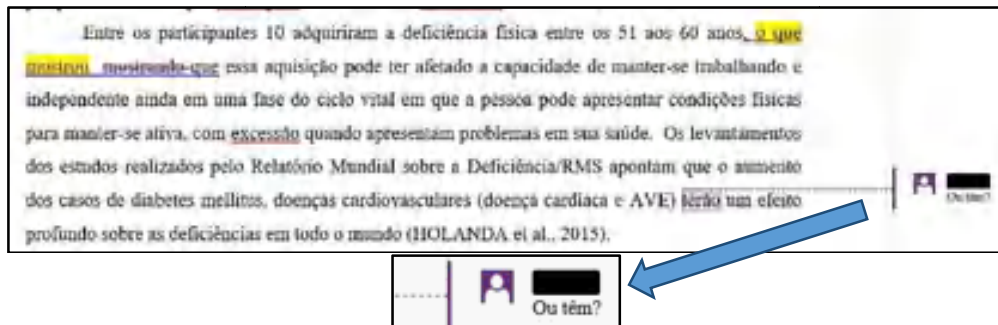 Entre os participantes 10 adquiriram a deficiência física entre os 51 aos 60 anos, o que
mostrou mostrando que essa aquisição pode ter afetado a capacidade de manter-se trabalhando e
independente ainda em uma fase do ciclo vital em que a pessoa pode apresentar condições físicas
para manter-se ativa, com excessão quando apresentam problemas em sua saúde. Os levantamentos
dos estudos realizados pelo Relatório Mundial sobre a Deficiência/RMS apontam que o aumento
dos casos de diabetes mellitus, doenças cardiovasculares (doença cardíaca e AVE) terão um efeito
profundo sobre as deficiências em todo o mundo (HOLANDA et al., 2015).
Ou têm?
Ou têm?